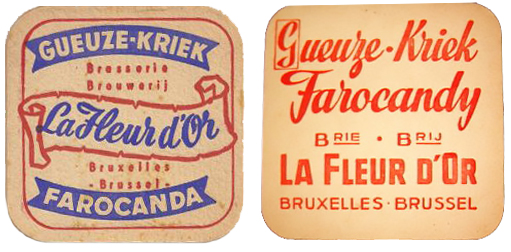 GUEUZE-KRIEK
Brasserie
Brouwerij
La Fleur d'Or
Bruxelles
- Brussel -
FAROCANDA
Gueuze-Kriek
Farocandy
BRIE • BRIJ
LA FLEUR D'OR
BRUXELLES-BRUSSEL